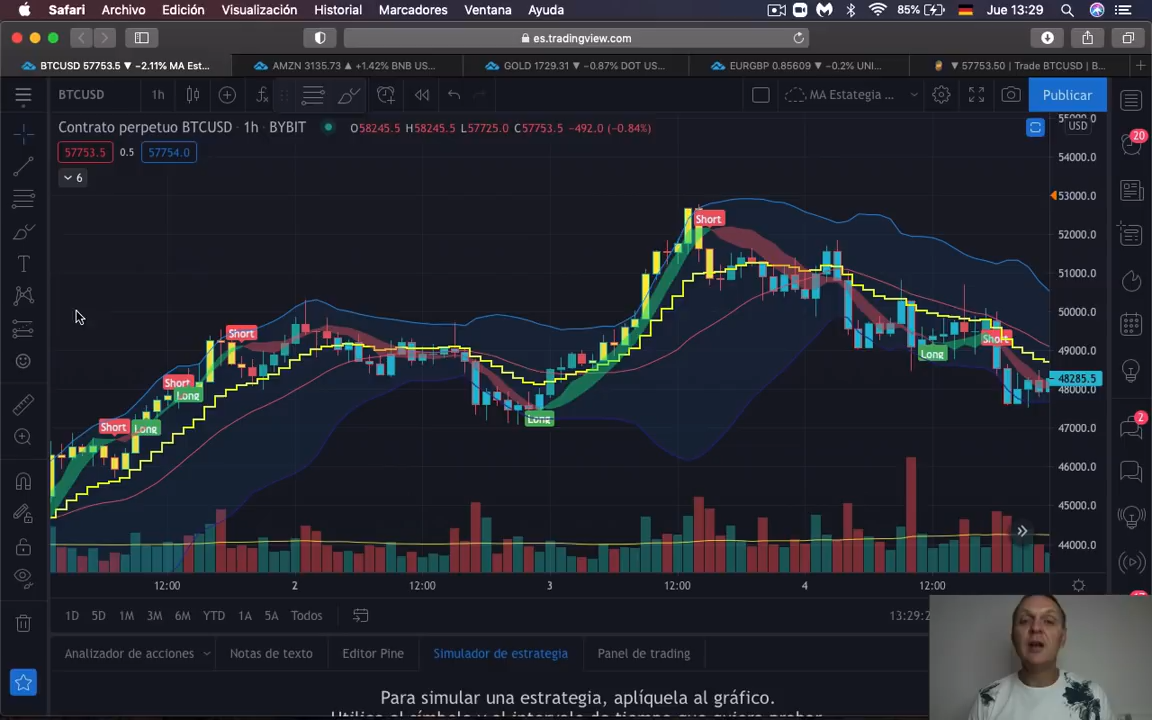 Safari Archivo Edición Visualización Historial Marcadores Ventana Ayuda 85% Jue 13:29
es.tradingview.com
BTCUSD 57753.5 ▼ −2.11% MA Est... AMZN 3135.73 ▲ +1.42% BNB US... GOLD 1729.31 ▼ −0.87% DOT US... EURGBP 0.85609 ▼ −0.2% UNI... ▼ 57753.50 | Trade BTCUSD | B...
BTCUSD 1h MA Estategia ... Publicar
Contrato perpetuo BTCUSD · 1h · BYBIT O58245.5 H58245.5 L57725.0 C57753.5 −492.0 (−0.84%)
USD
57753.5 0.5 57754.0
6
20
54000.0
53000.0
52000.0
51000.0
50000.0
49000.0
48285.5
48000.0
47000.0
46000.0
45000.0
44000.0
Short
Short
Short
Long
Short
Long
Long
Short
Long
Short
2
12:00 2 12:00 3 12:00 4 12:00
1D 5D 1M 3M 6M YTD 1A 5A Todos
Analizador de acciones Notas de texto Editor Pine Simulador de estrategia Panel de trading
Para simular una estrategia, aplíquela al gráfico.